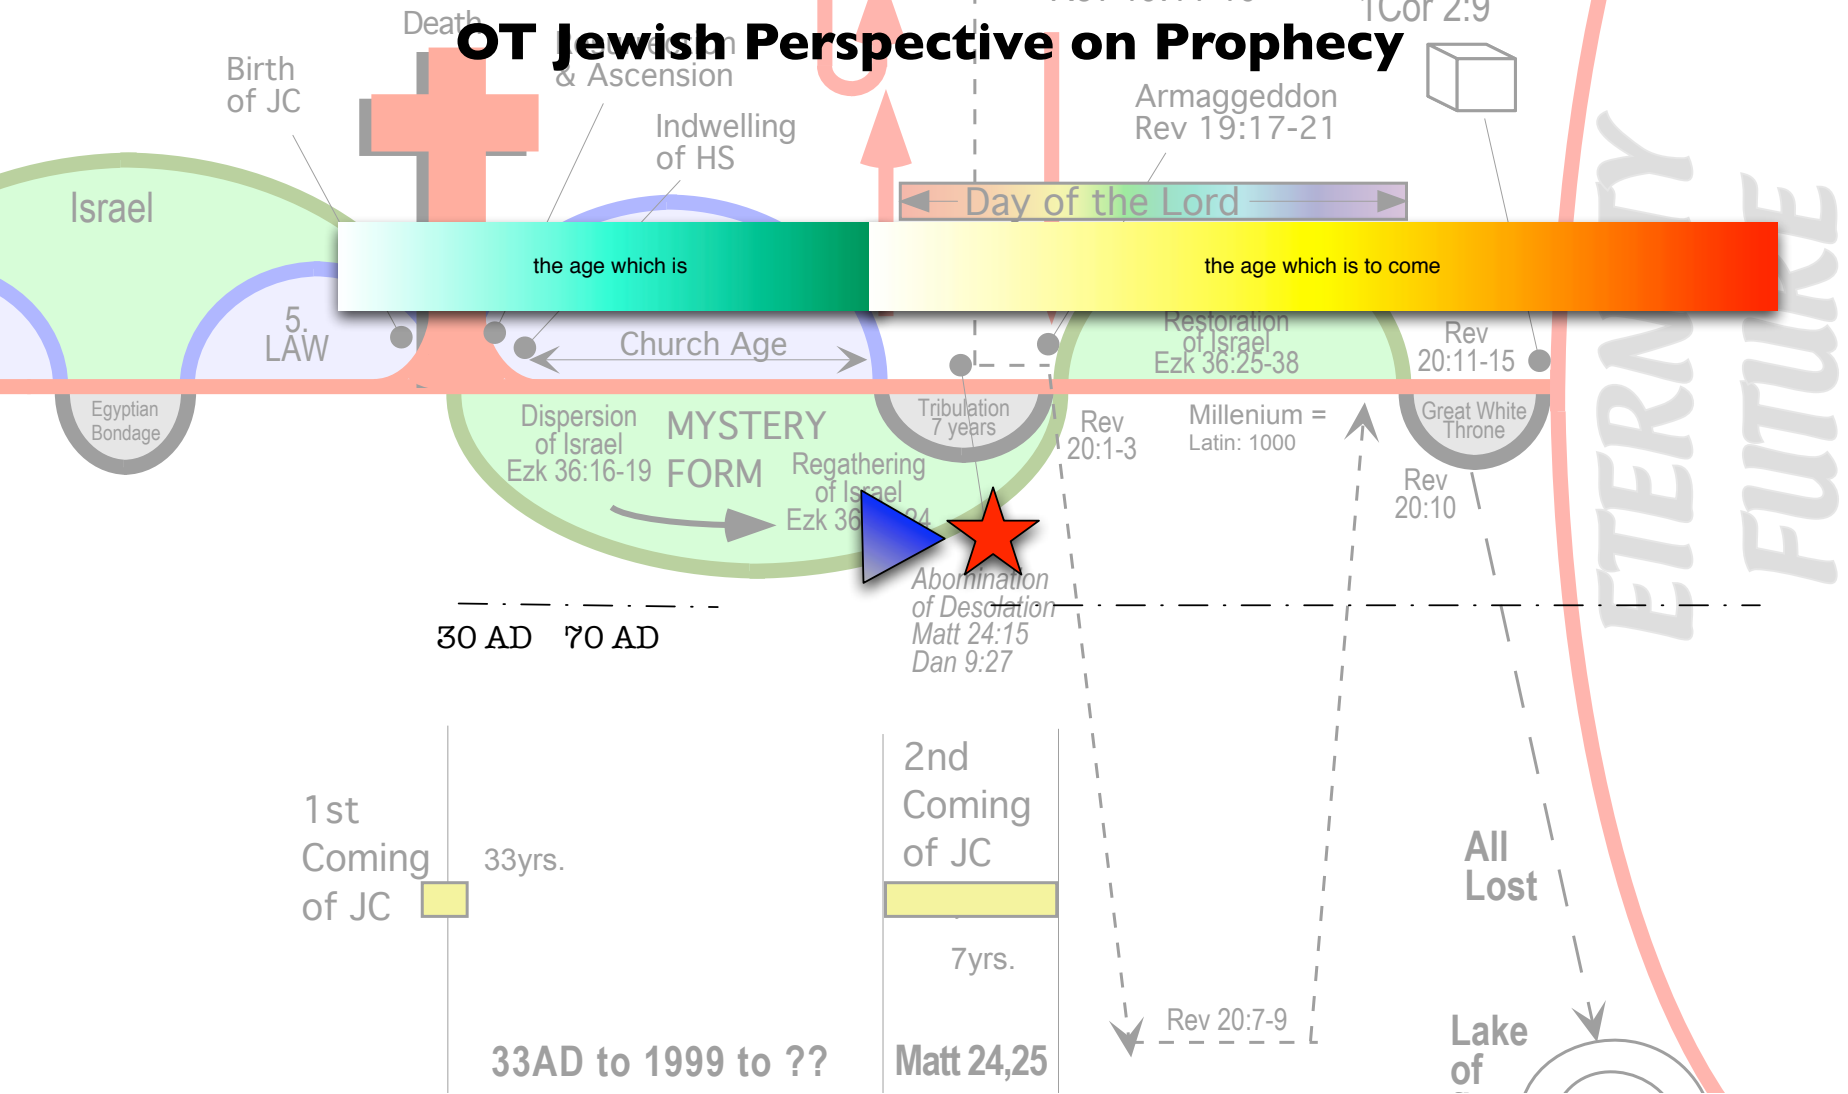 OT Jewish Perspective on Prophecy
Death
1Cor 2:9
Birth
of JC
& Ascension
Indwelling
of HS
Armaggeddon
Rev 19:17-21
Israel
Day of the Lord
the age which is
the age which is to come
5.
LAW
Church Age
Restoration
of Israel
Ezk 36:25-38
Rev
20:11-15
Egyptian
Bondage
Dispersion
of Israel
Ezk 36:16-19
MYSTERY
FORM
Regathering
of Israel
Ezk 36
24
Tribulation
7 years
Rev
20:1-3
Millenium =
Latin: 1000
Great White
Throne
Rev
20:10
ETERNITY
FUTURE
Abomination
of Desolation
Matt 24:15
Dan 9:27
30 AD
70 AD
1st
Coming
of JC
33yrs.
2nd
Coming
of JC
7yrs.
All
Lost
Rev 20:7-9
33AD to 1999 to ??
Matt 24,25
Lake
of